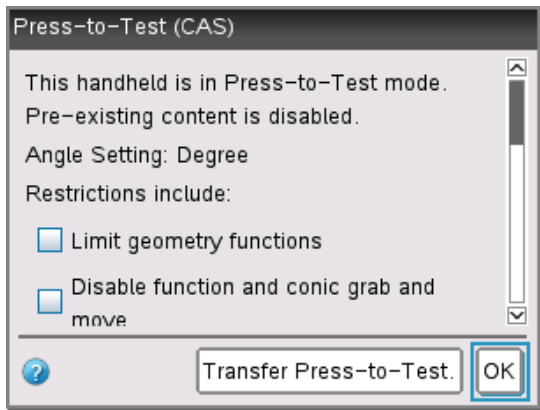 Press-to-Test (CAS)
This handheld is in Press-to-Test mode.
Pre-existing content is disabled.
Angle Setting: Degree
Restrictions include:
Limit geometry functions
Disable function and conic grab and
move
?
Transfer Press-to-Test.
OK